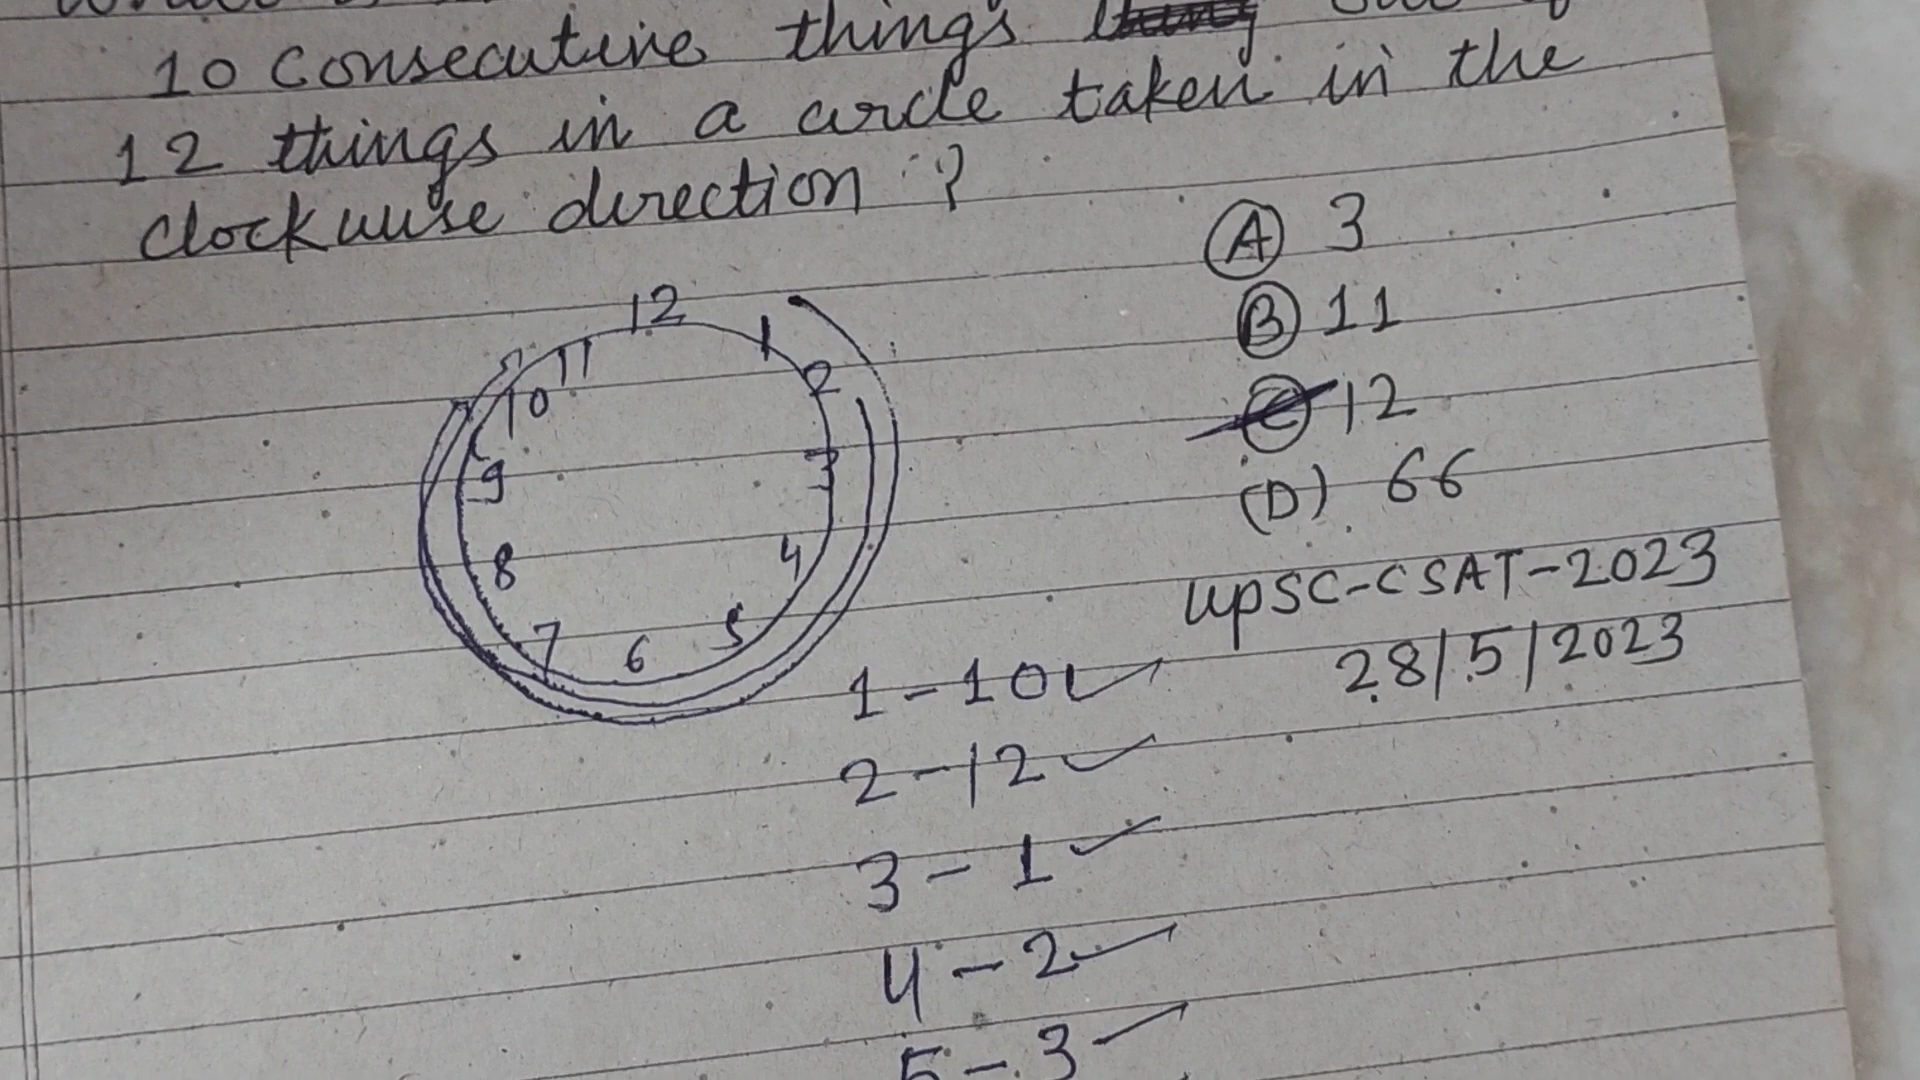 10 consecutive things
12 things in a circle taken in the
clockwise direction ?
(A) 3
(B) 11
(C) 12
(D) 66
UPSC-CSAT-2023
28/5/2023
12
11
1
10
2
9
3
8
4
7
6
5
1-10
2-12
3-1
4-2
5-3